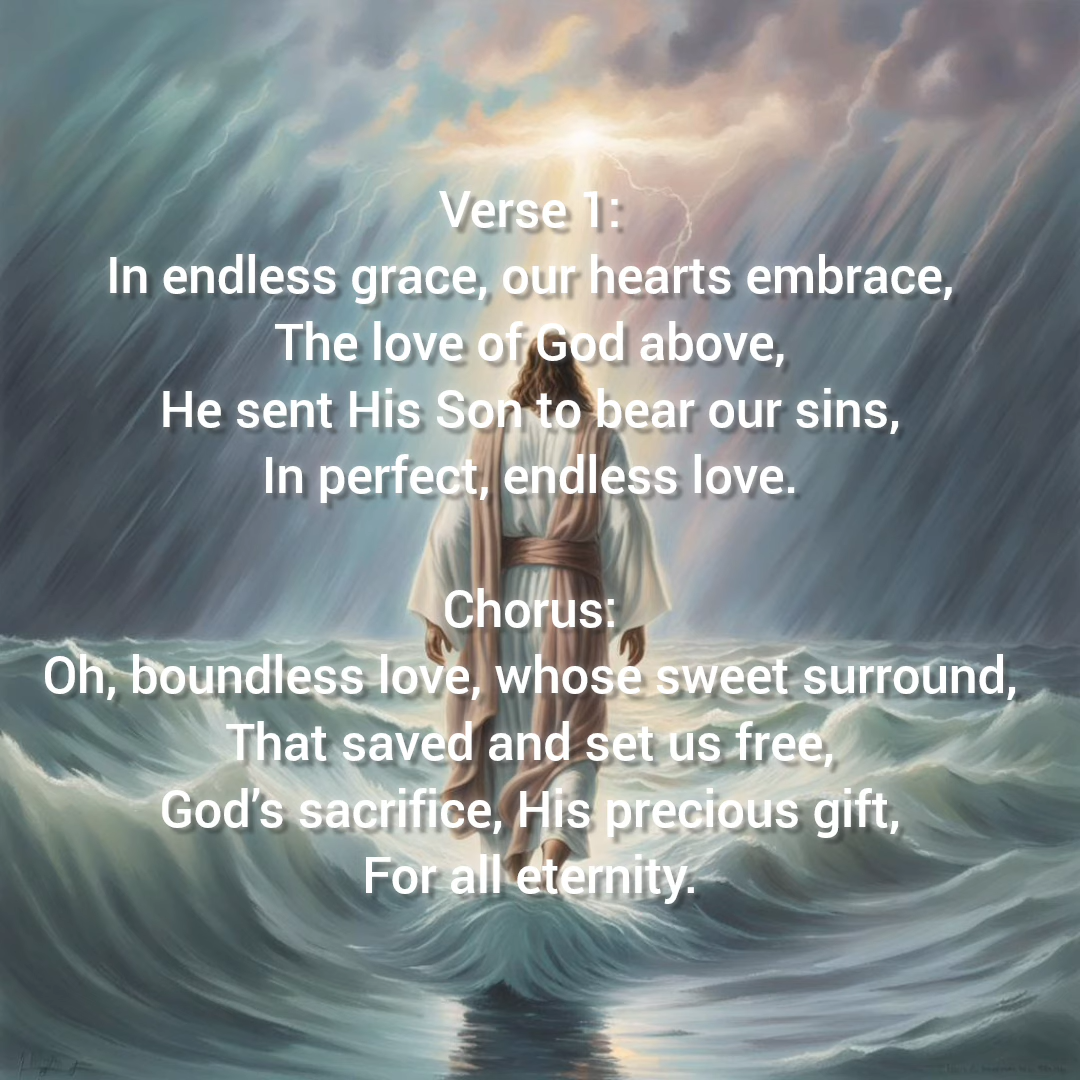 Verse 1:
In endless grace, our hearts embrace,
The love of God above,
He sent His Son to bear our sins,
In perfect, endless love.
Chorus:
Oh, boundless love, whose sweet surround,
That saved and set us free,
God's sacrifice, His precious gift,
For all eternity.